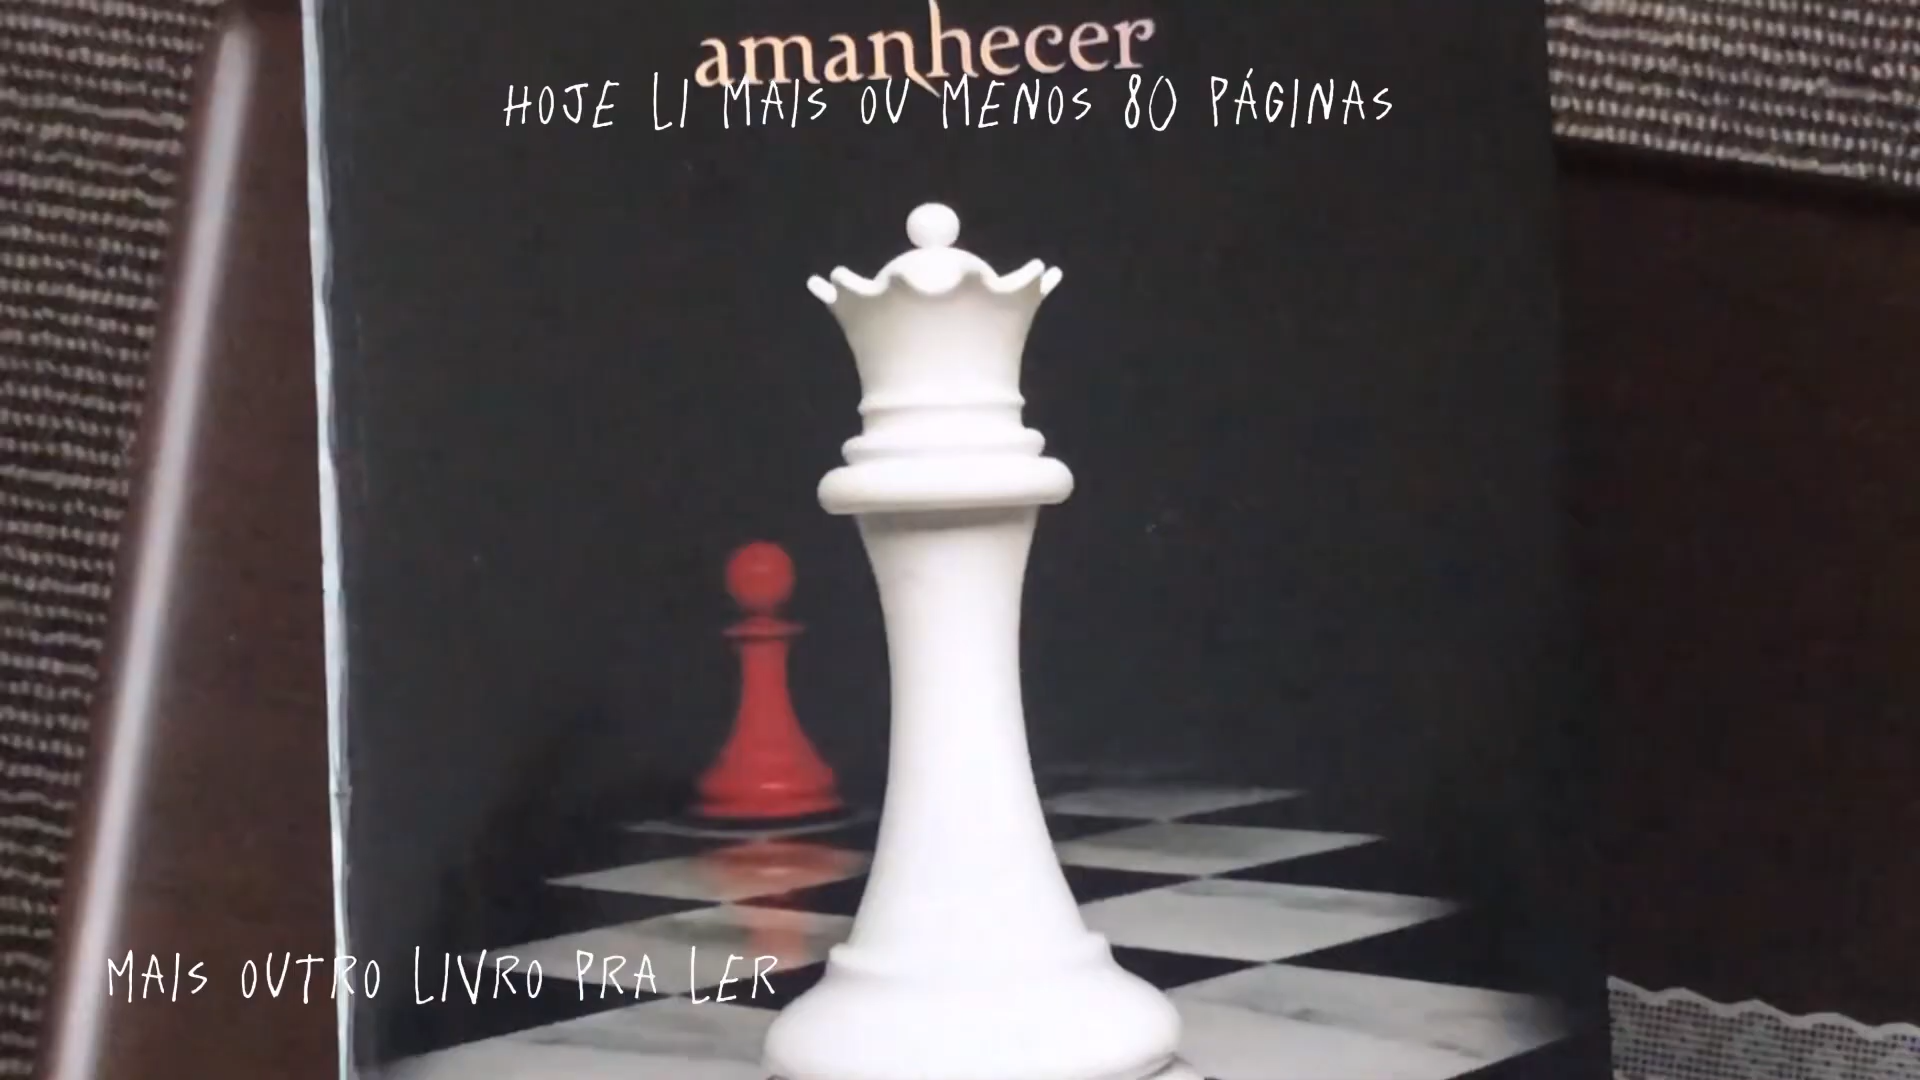 amanhecer
HOJE LI MAIS OU MENOS 80 PÁGINAS
MAIS OUTRO LIVRO PRA LER